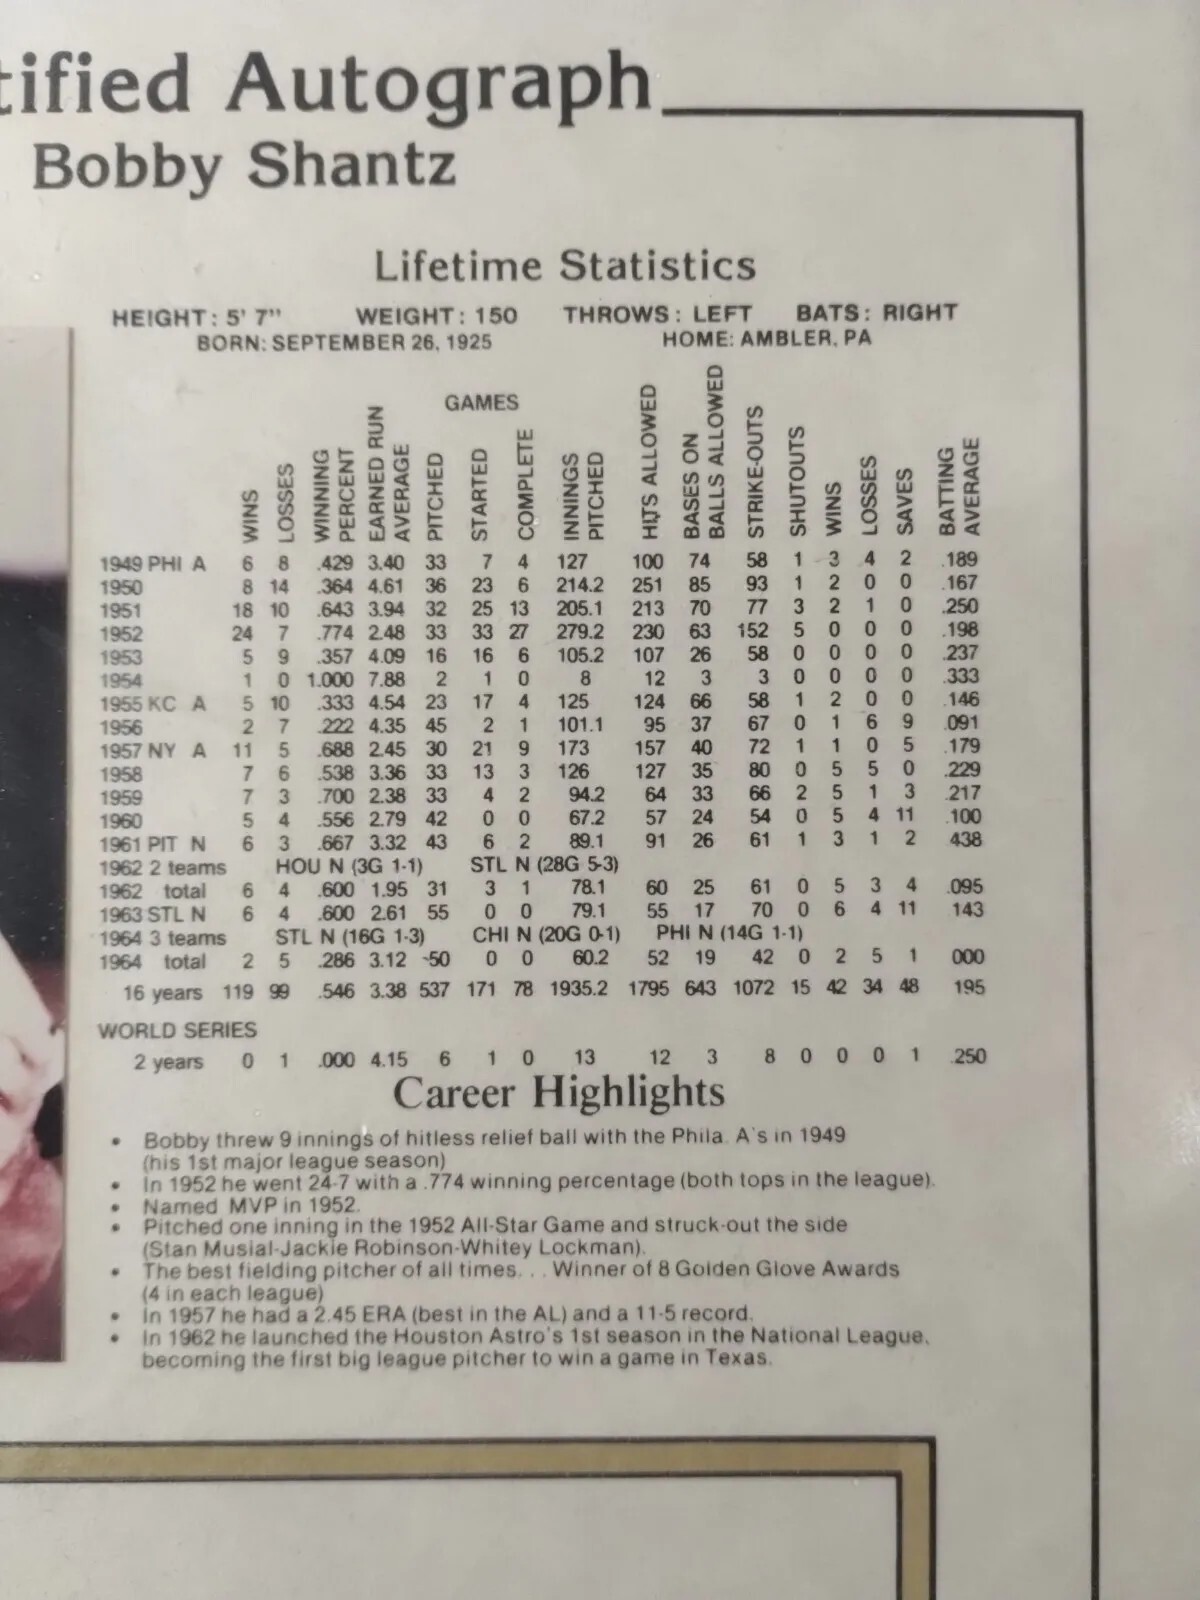 tified Autograph
Bobby Shantz
Lifetime Statistics
HEIGHT: 5' 7" WEIGHT: 150 THROWS: LEFT BATS: RIGHT
BORN: SEPTEMBER 26, 1925 HOME: AMBLER, PA
GAMES
WINS LOSSES WINNING PERCENT EARNED RUN AVERAGE PITCHED STARTED COMPLETE INNINGS PITCHED HITS ALLOWED BASES ON BALLS ALLOWED STRIKE-OUTS SHUTOUTS WINS LOSSES SAVES BATTING AVERAGE
1949 PHI A 6 8 .429 3.40 33 7 4 127 100 74 58 1 3 4 2 .189
1950 8 14 .364 4.61 36 23 6 214.2 251 85 93 1 2 0 0 .167
1951 18 10 .643 3.94 32 25 13 205.1 213 70 77 3 2 1 0 .250
1952 24 7 .774 2.48 33 33 27 279.2 230 63 152 5 0 0 0 .198
1953 5 9 .357 4.09 16 16 6 105.2 107 26 58 0 0 0 0 .237
1954 1 0 1.000 7.88 2 1 0 8 12 3 3 0 0 0 0 .333
1955 KC A 5 10 .333 4.54 23 17 4 125 124 66 58 1 2 0 0 .146
1956 2 7 .222 4.35 45 2 1 101.1 95 37 67 0 1 6 9 .091
1957 NY A 11 5 .688 2.45 30 21 9 173 157 40 72 1 1 0 5 .179
1958 7 6 .538 3.36 33 13 3 126 127 35 80 0 5 5 0 .229
1959 7 3 .700 2.38 33 4 2 94.2 64 33 66 2 5 1 3 .217
1960 5 4 .556 2.79 42 0 0 67.2 57 24 54 0 5 4 11 .100
1961 PIT N 6 3 .667 3.32 43 6 2 89.1 91 26 61 1 3 1 2 438
1962 2 teams HOU N (3G 1-1) STL N (28G 5-3)
1962 total 6 4 .600 1.95 31 3 1 78.1 60 25 61 0 5 3 4 .095
1963 STL N 6 4 .600 2.61 55 0 0 79.1 55 17 70 0 6 4 11 143
1964 3 teams STL N (16G 1-3) CHI N (20G 0-1) PHI N (14G 1-1)
1964 total 2 5 .286 3.12 50 0 0 60.2 52 19 42 0 2 5 1 000
16 years 119 99 .546 3.38 537 171 78 1935.2 1795 643 1072 15 42 34 48 195
WORLD SERIES
2 years 0 1 .000 4.15 6 1 0 13 12 3 8 0 0 0 1 .250
Career Highlights
• Bobby threw 9 innings of hitless relief ball with the Phila. A's in 1949
(his 1st major league season)
• In 1952 he went 24-7 with a .774 winning percentage (both tops in the league).
• Named MVP in 1952.
• Pitched one inning in the 1952 All-Star Game and struck-out the side
(Stan Musial-Jackie Robinson-Whitey Lockman).
• The best fielding pitcher of all times... Winner of 8 Golden Glove Awards
(4 in each league)
• In 1957 he had a 2.45 ERA (best in the AL) and a 11-5 record.
• In 1962 he launched the Houston Astro's 1st season in the National League,
becoming the first big league pitcher to win a game in Texas.